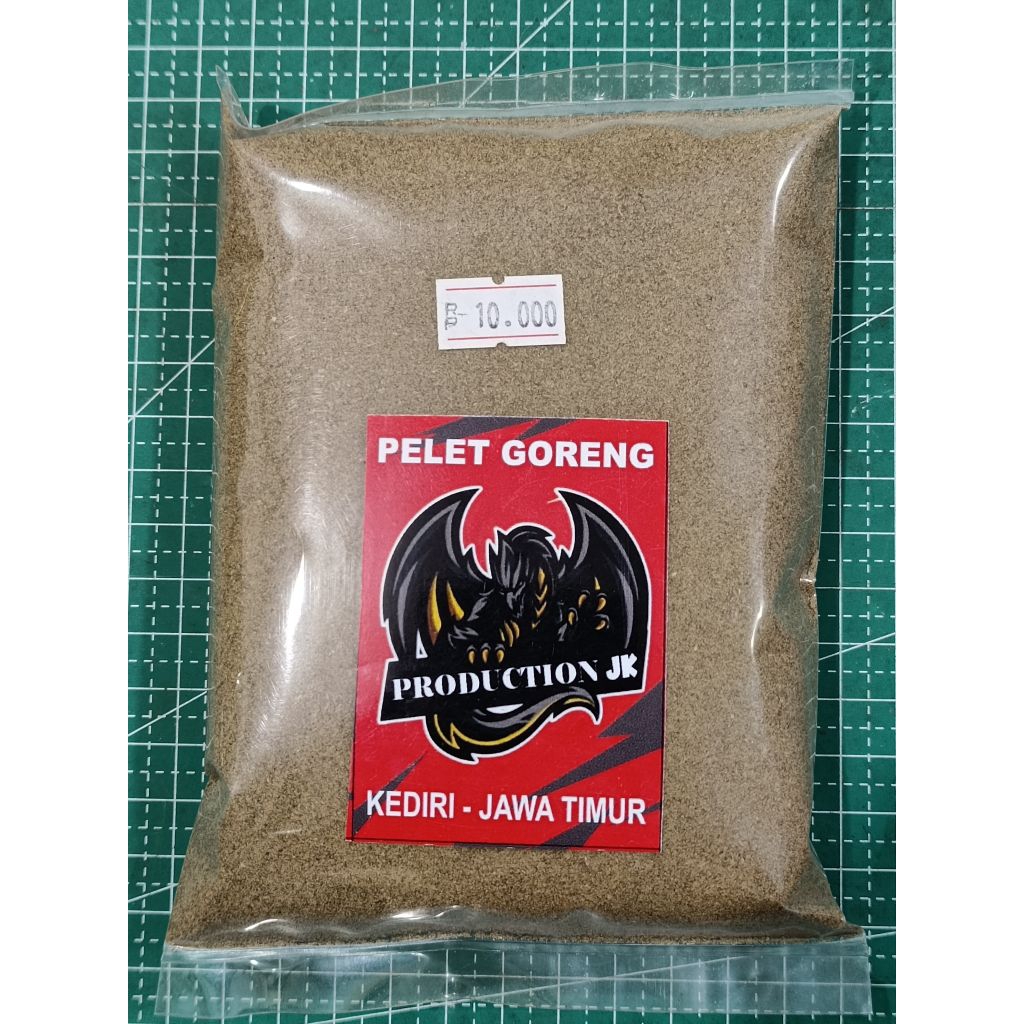 Rp 10.000
PELET GORENG
PRODUCTION JK
KEDIRI - JAWA TIMUR